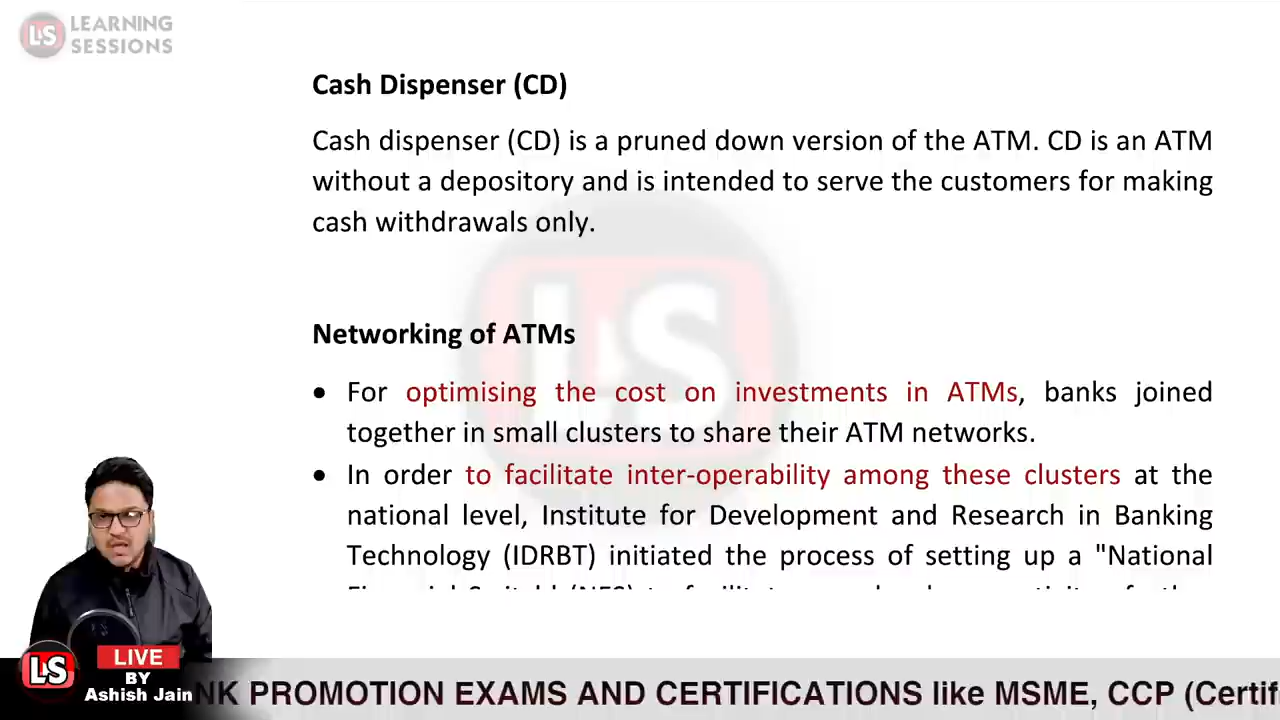 LEARNING
SESSIONS
LS
Cash Dispenser (CD)
Cash dispenser (CD) is a pruned down version of the ATM. CD is an ATM
without a depository and is intended to serve the customers for making
cash withdrawals only.
LS
Networking of ATMs
• For optimising the cost on investments in ATMs, banks joined
together in small clusters to share their ATM networks.
• In order to facilitate inter-operability among these clusters at the
national level, Institute for Development and Research in Banking
Technology (IDRBT) initiated the process of setting up a "National
LS
LIVE
BY
Ashish Jain
NK PROMOTION EXAMS AND CERTIFICATIONS like MSME, CCP (Certif